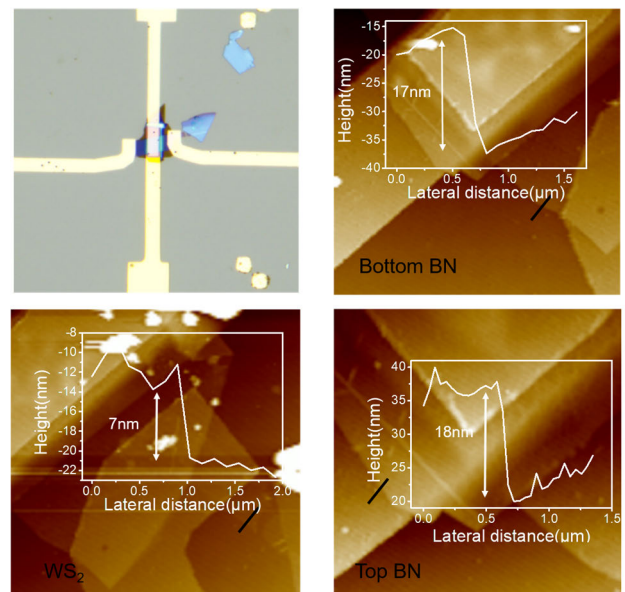 -15
-20
-25
-30
-35
-40
Height(nm)
17nm
0.0 0.5 1.0 1.5
Lateral distance(μm)
Bottom BN
-8
-10
-12
-14
-16
-18
-20
-22
Height(nm)
7nm
0.0 0.5 1.0 1.5 2.0
Lateral distance(μm)
WS₂
40
35
30
25
20
Height(nm)
18nm
0.0 0.5 1.0
Lateral distance(μm)
Top BN